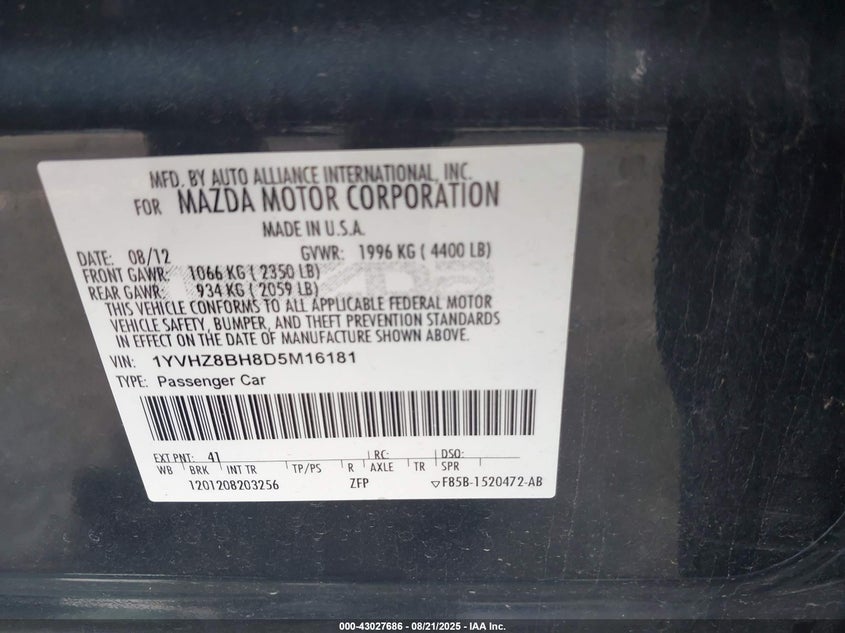 MFD. BY AUTO ALLIANCE INTERNATIONAL, INC.
FOR MAZDA MOTOR CORPORATION
MADE IN U.S.A.
DATE: 08/12 GVWR: 1996 KG ( 4400 LB)
FRONT GAWR: 1066 KG ( 2350 LB)
REAR GAWR: 934 KG ( 2059 LB)
THIS VEHICLE CONFORMS TO ALL APPLICABLE FEDERAL MOTOR
VEHICLE SAFETY, BUMPER, AND THEFT PREVENTION STANDARDS
IN EFFECT ON THE DATE OF MANUFACTURE SHOWN ABOVE.
VIN: 1YVHZ8BH8D5M16181
TYPE: Passenger Car
EXT PNT: 41 RC: DSO:
WB BRK INT TR TP/PS R AXLE TR SPR
1201208203256 ZFP ▽F85B-1520472-AB
000-43027686 - 08/21/2025 - IAA Inc.